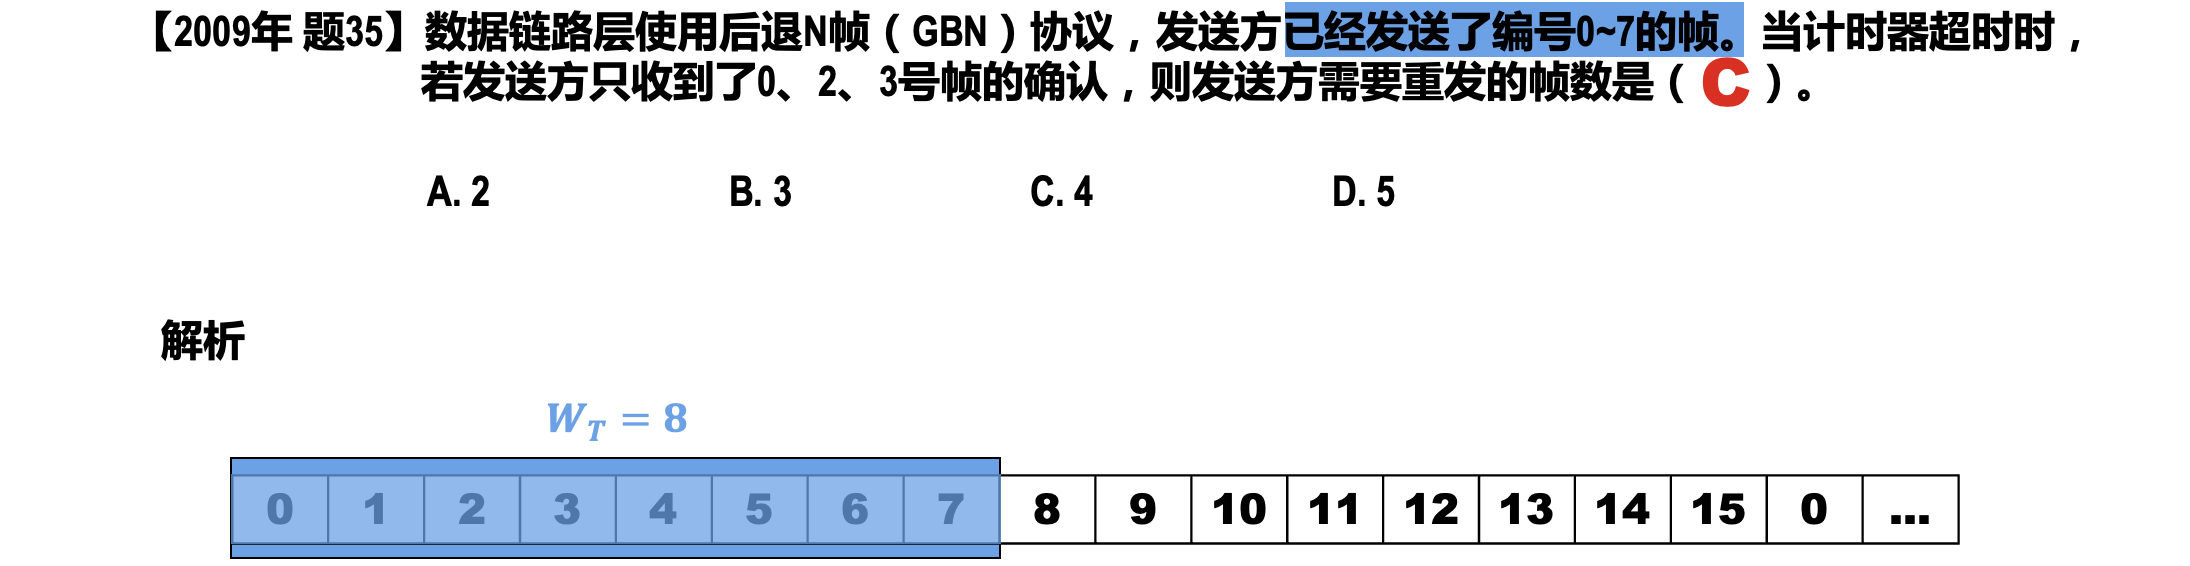 【2009年 题35】数据链路层使用后退N帧（GBN）协议，发送方已经发送了编号0~7的帧。当计时器超时时，
若发送方只收到了0、2、3号帧的确认，则发送方需要重发的帧数是（ C ）。
A. 2 B. 3 C. 4 D. 5
解析
W_T = 8
0 1 2 3 4 5 6 7 8 9 10 11 12 13 14 15 0 ...